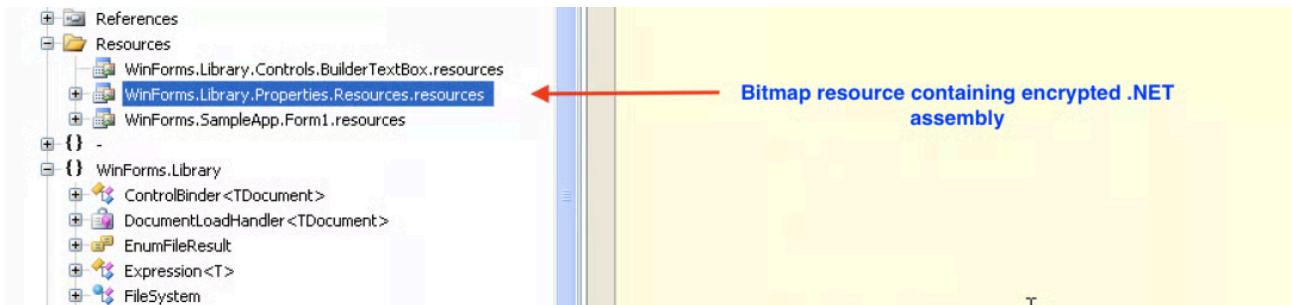 References
Resources
WinForms.Library.Controls.BuilderTextBox.resources
WinForms.Library.Properties.Resources.resources
WinForms.SampleApp.Form1.resources
{} -
{} WinForms.Library
ControlBinder<TDocument>
DocumentLoadHandler<TDocument>
EnumFileResult
Expression<T>
FileSystem
Bitmap resource containing encrypted .NET
assembly